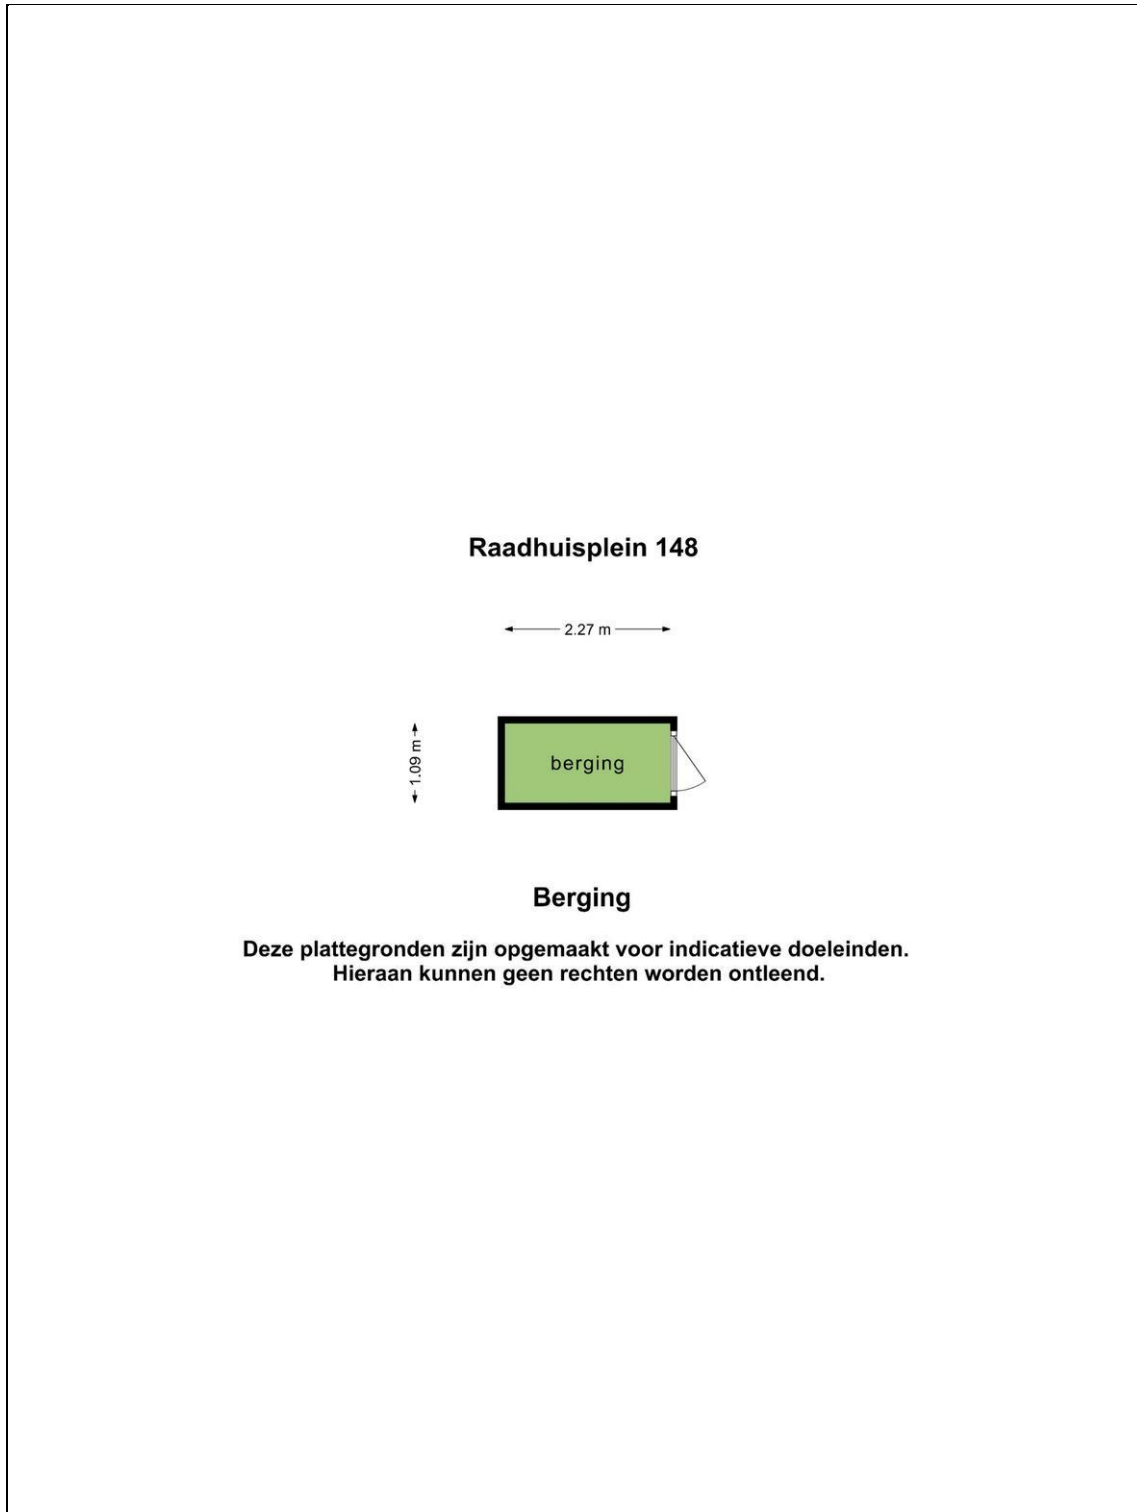 Raadhuisplein 148
2.27 m
1.09 m
berging
Berging
Deze plattegronden zijn opgemaakt voor indicatieve doeleinden.
Hieraan kunnen geen rechten worden ontleend.